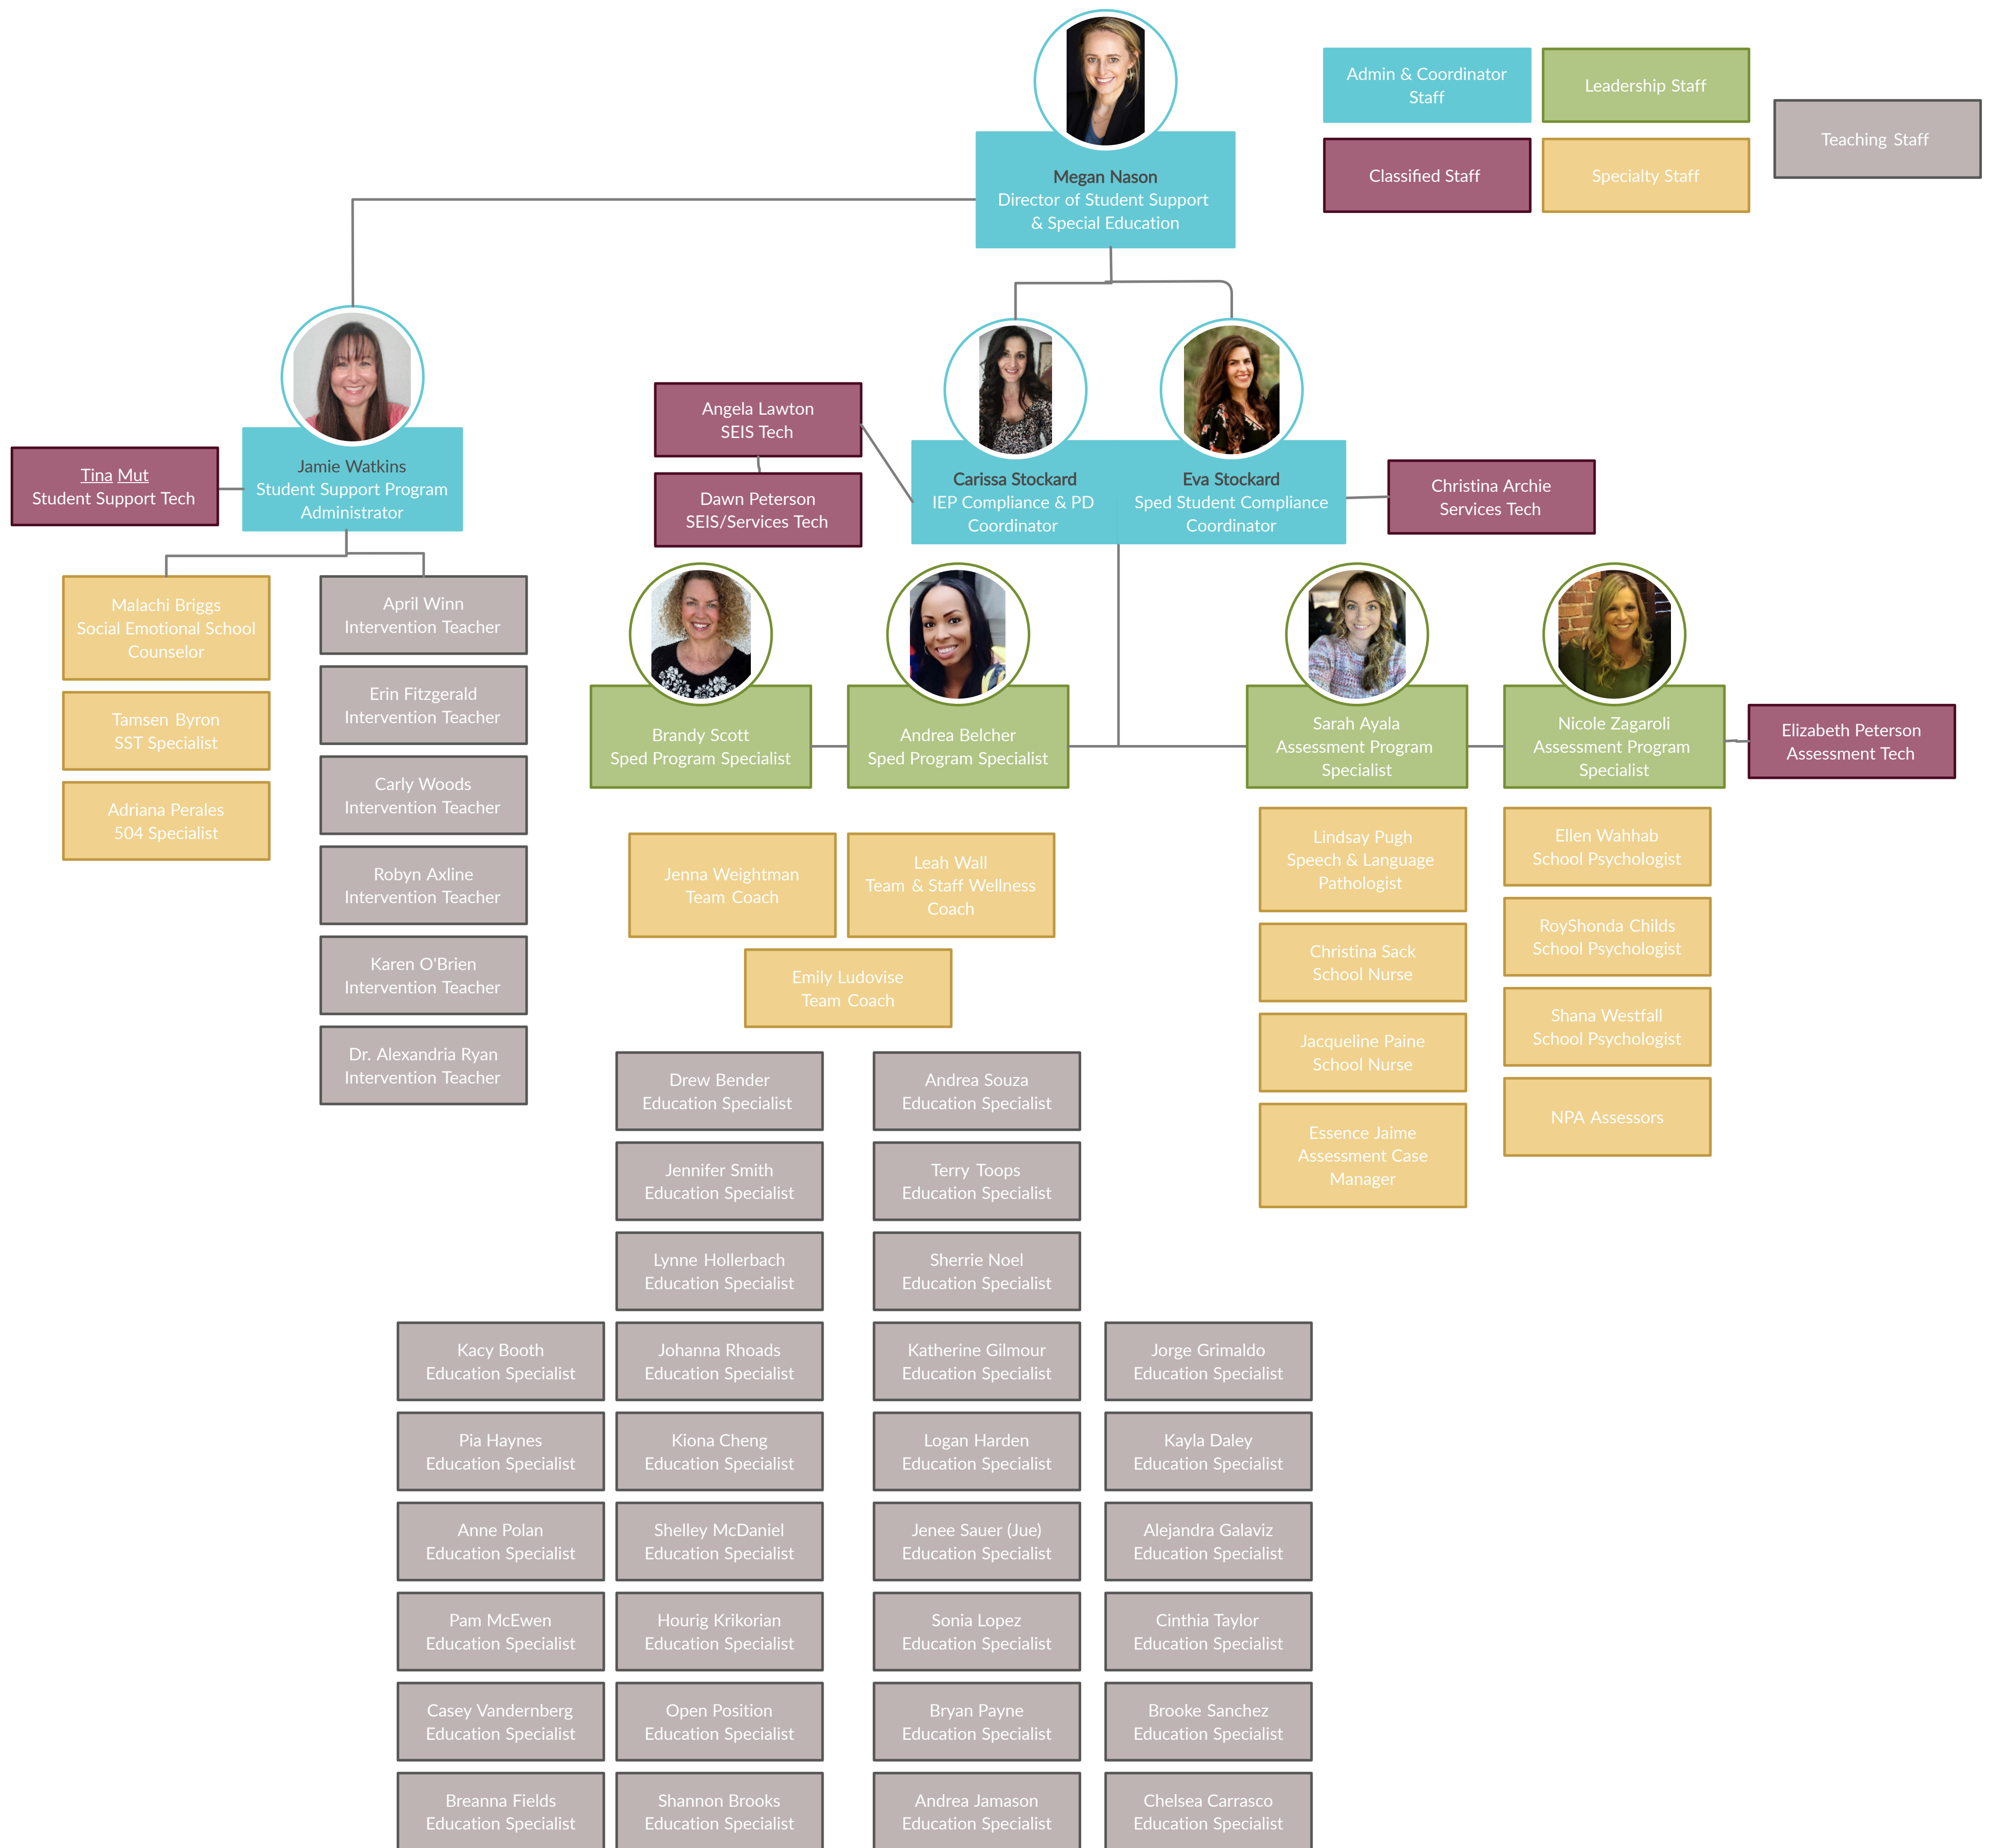 Megan Nason
Director of Student Support
& Special Education
Admin & Coordinator
Staff
Leadership Staff
Classified Staff
Specialty Staff
Teaching Staff
Tina Mut
Student Support Tech
Jamie Watkins
Student Support Program
Administrator
Angela Lawton
SEIS Tech
Dawn Peterson
SEIS/Services Tech
Carissa Stockard
IEP Compliance & PD
Coordinator
Eva Stockard
Sped Student Compliance
Coordinator
Christina Archie
Services Tech
Malachi Briggs
Social Emotional School
Counselor
Tamsen Byron
SST Specialist
Adriana Perales
504 Specialist
April Winn
Intervention Teacher
Erin Fitzgerald
Intervention Teacher
Carly Woods
Intervention Teacher
Robyn Axline
Intervention Teacher
Karen O'Brien
Intervention Teacher
Dr. Alexandria Ryan
Intervention Teacher
Brandy Scott
Sped Program Specialist
Andrea Belcher
Sped Program Specialist
Sarah Ayala
Assessment Program
Specialist
Nicole Zagaroli
Assessment Program
Specialist
Elizabeth Peterson
Assessment Tech
Jenna Weightman
Team Coach
Leah Wall
Team & Staff Wellness
Coach
Emily Ludovise
Team Coach
Lindsay Pugh
Speech & Language
Pathologist
Christina Sack
School Nurse
Jacqueline Paine
School Nurse
Essence Jaime
Assessment Case
Manager
Ellen Wahhab
School Psychologist
RoyShonda Childs
School Psychologist
Shana Westfall
School Psychologist
NPA Assessors
Drew Bender
Education Specialist
Andrea Souza
Education Specialist
Jennifer Smith
Education Specialist
Terry Toops
Education Specialist
Lynne Hollerbach
Education Specialist
Sherrie Noel
Education Specialist
Kacy Booth
Education Specialist
Johanna Rhoads
Education Specialist
Katherine Gilmour
Education Specialist
Jorge Grimaldo
Education Specialist
Pia Haynes
Education Specialist
Kiona Cheng
Education Specialist
Logan Harden
Education Specialist
Kayla Daley
Education Specialist
Anne Polan
Education Specialist
Shelley McDaniel
Education Specialist
Jenee Sauer (Jue)
Education Specialist
Alejandra Galaviz
Education Specialist
Pam McEwen
Education Specialist
Hourig Krikorian
Education Specialist
Sonia Lopez
Education Specialist
Cinthia Taylor
Education Specialist
Casey Vandernberg
Education Specialist
Open Position
Education Specialist
Bryan Payne
Education Specialist
Brooke Sanchez
Education Specialist
Breanna Fields
Education Specialist
Shannon Brooks
Education Specialist
Andrea Jamason
Education Specialist
Chelsea Carrasco
Education Specialist